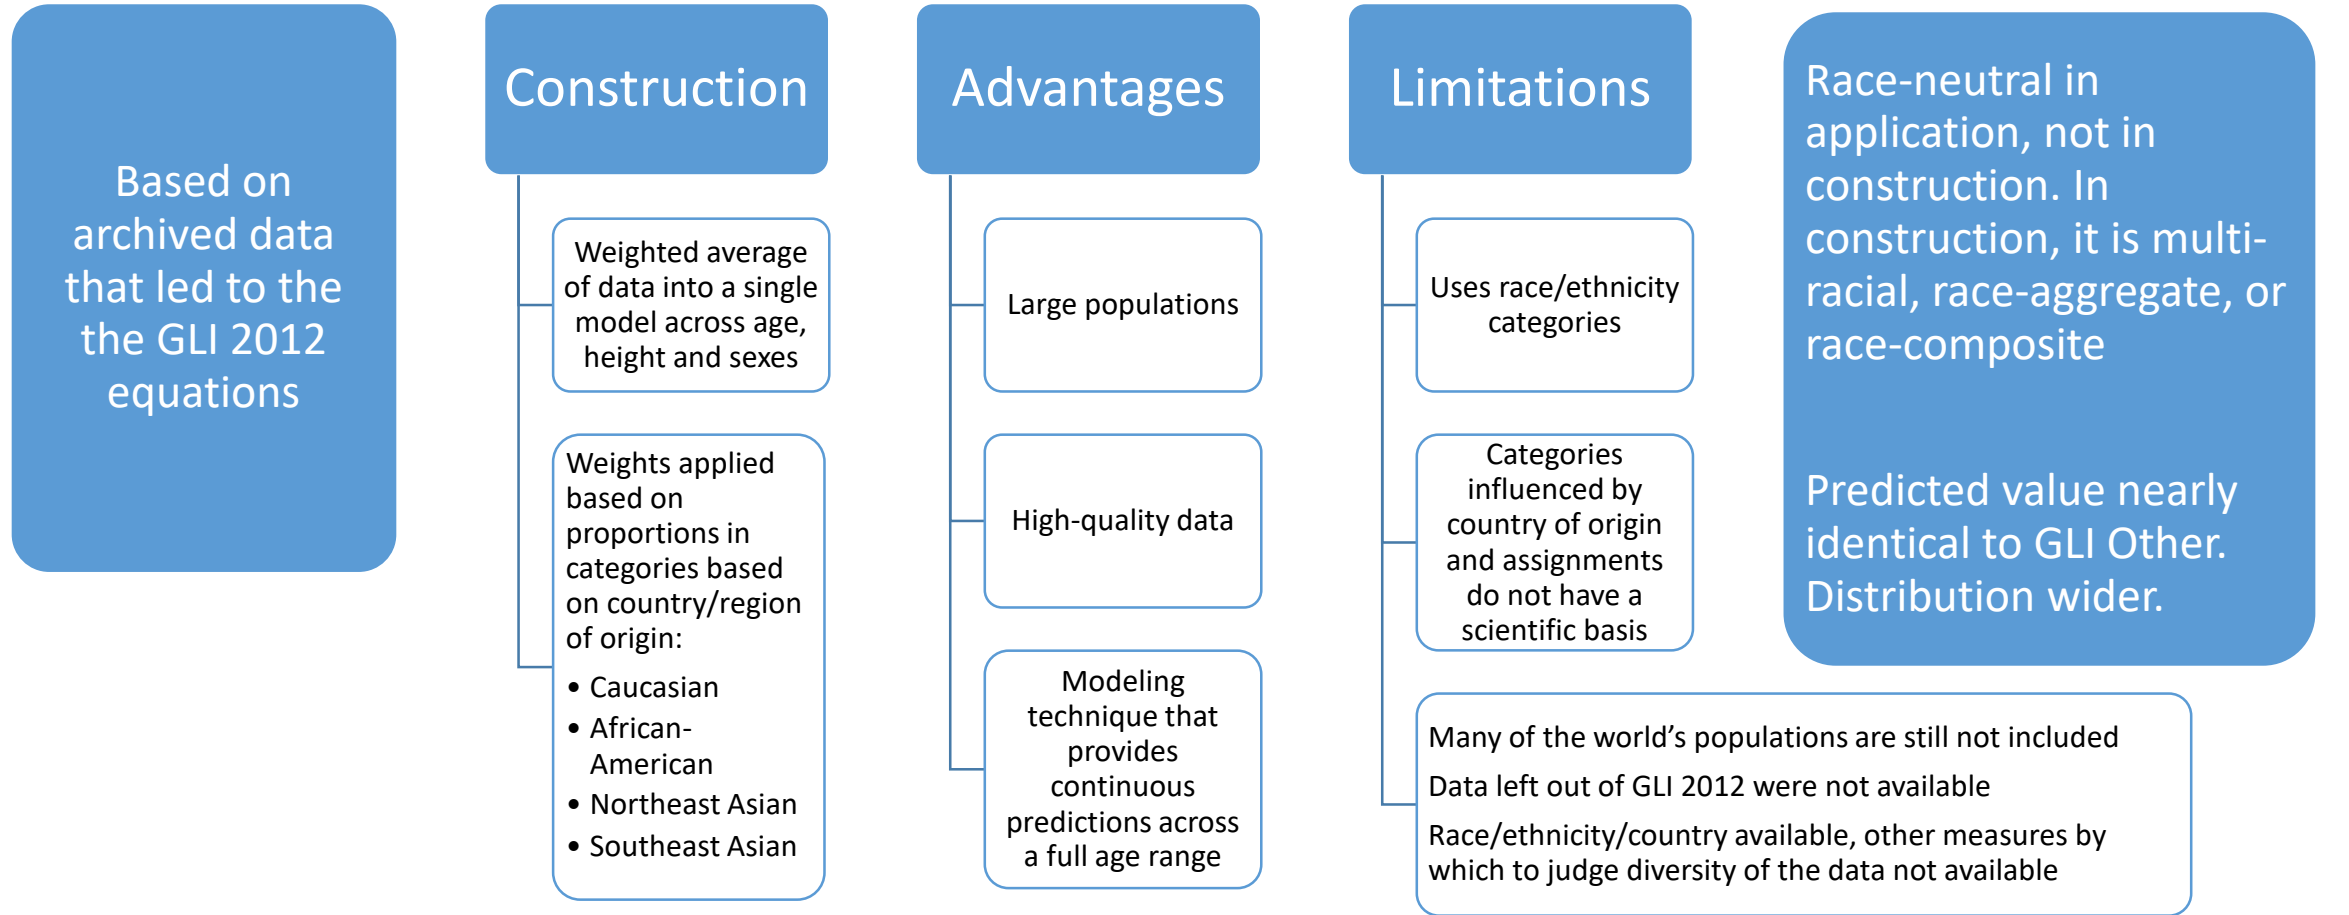 Based on
archived data
that led to the
the GLI 2012
equations
Construction
Weighted average
of data into a single
model across age,
height and sexes
Weights applied
based on
proportions in
categories based
on country/region
of origin:
• Caucasian
• African-
American
• Northeast Asian
• Southeast Asian
Advantages
Large populations
High-quality data
Modeling
technique that
provides
continuous
predictions across
a full age range
Limitations
Uses race/ethnicity
categories
Categories
influenced by
country of origin
and assignments
do not have a
scientific basis
Many of the world’s populations are still not included
Data left out of GLI 2012 were not available
Race/ethnicity/country available, other measures by
which to judge diversity of the data not available
Race-neutral in
application, not in
construction. In
construction, it is multi-
racial, race-aggregate, or
race-composite
Predicted value nearly
identical to GLI Other.
Distribution wider.